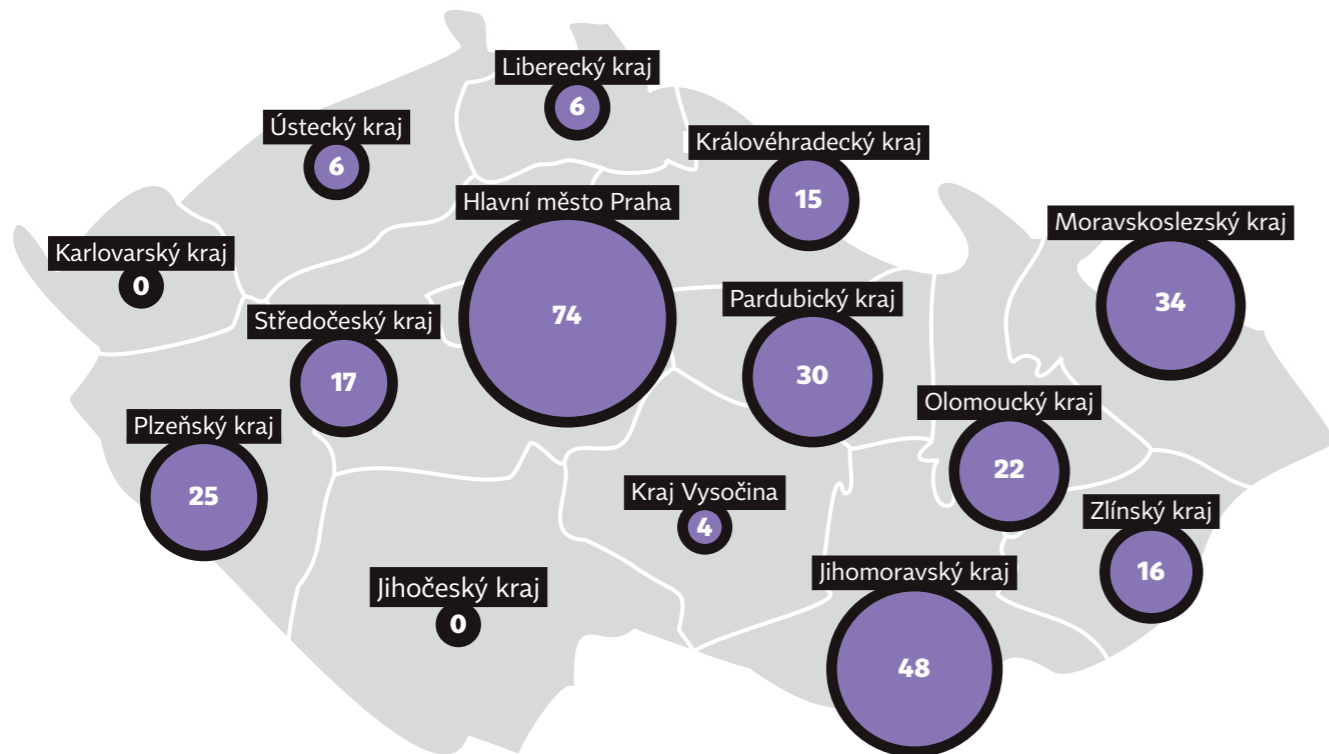 Liberecký kraj
6
Ústecký kraj
6
Královéhradecký kraj
15
Hlavní město Praha
74
Moravskoslezský kraj
34
Karlovarský kraj
0
Středočeský kraj
17
Pardubický kraj
30
Olomoucký kraj
22
Plzeňský kraj
25
Kraj Vysočina
4
Zlínský kraj
16
Jihočeský kraj
0
Jihomoravský kraj
48